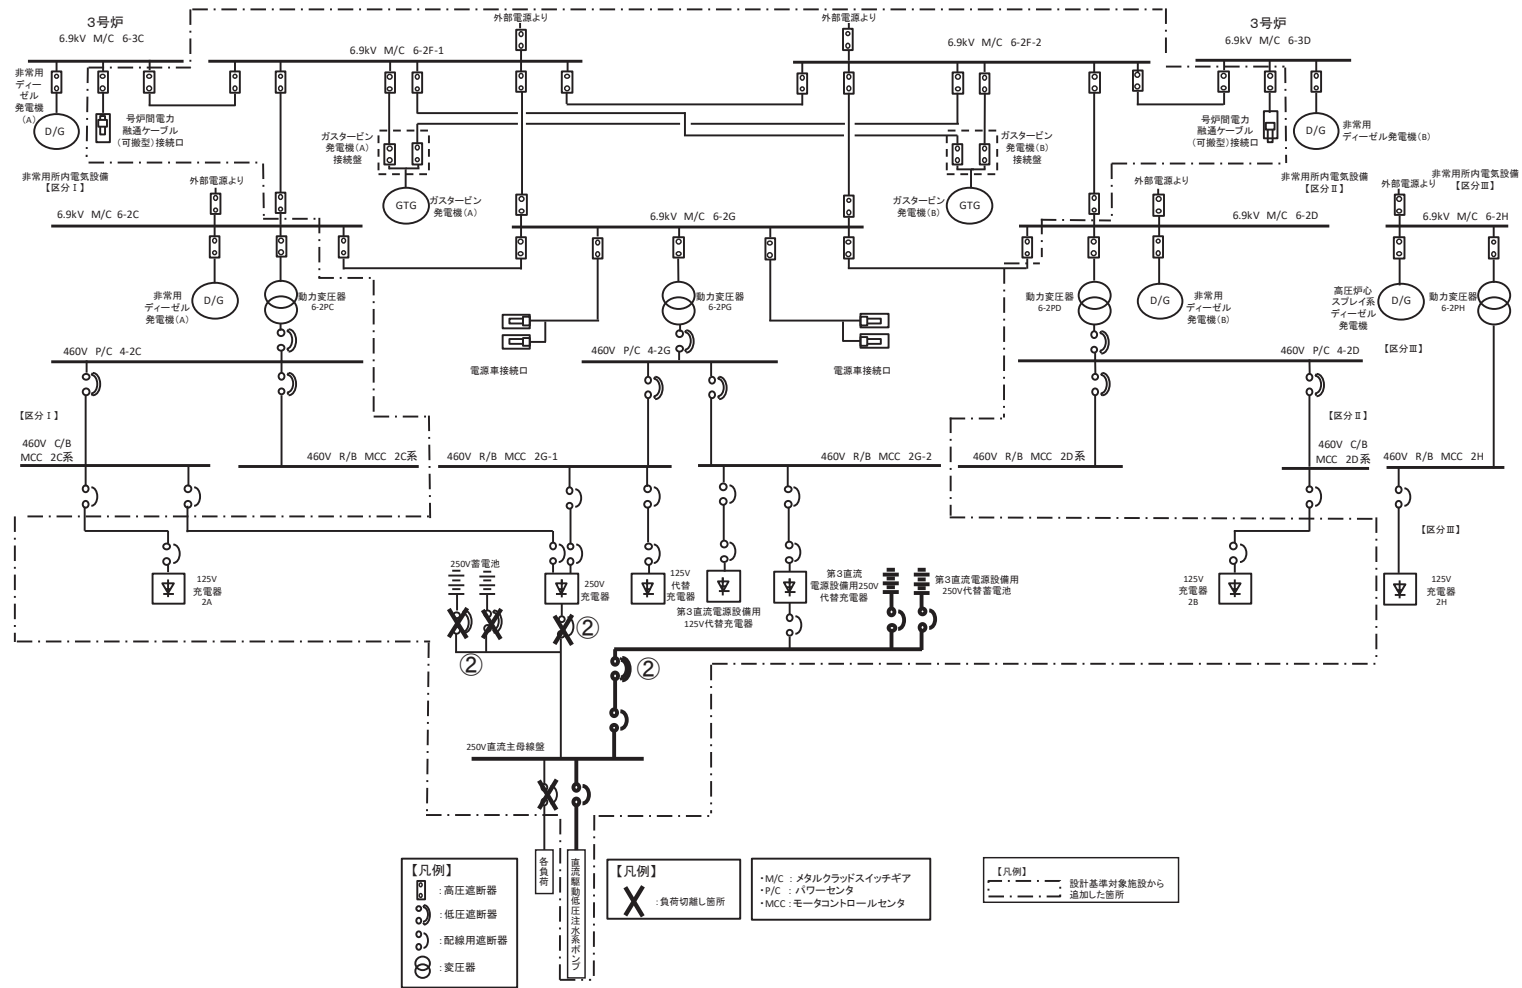 3号炉
6.9kV M/C 6-3C
外部電源より
6.9kV M/C 6-2F-1
外部電源より
6.9kV M/C 6-2F-2
3号炉
6.9kV M/C 6-3D
非常用
ディー
ゼル
発電機
(A)
D/G
号炉間電力
融通ケーブル
(可搬型)接続口
ガスタービン
発電機(A)
接続盤
GTG
ガスタービン
発電機(A)
ガスタービン
発電機(B)
接続盤
ガスタービン
発電機(B)
GTG
号炉間電力
融通ケーブル
(可搬型)接続口
D/G
非常用
ディーゼル発電機(B)
非常用所内電気設備
【区分Ⅰ】
外部電源より
6.9kV M/C 6-2C
6.9kV M/C 6-2G
外部電源より
非常用所内電気設備
【区分Ⅱ】
6.9kV M/C 6-2D
外部電源より
非常用所内電気設備
【区分Ⅲ】
6.9kV M/C 6-2H
非常用
ディーゼル
発電機(A)
D/G
動力変圧器
6-2PC
動力変圧器
6-2PG
動力変圧器
6-2PD
D/G
非常用
ディーゼル
発電機(B)
高圧炉心
スプレイ系
ディーゼル
発電機
D/G
動力変圧器
6-2PH
460V P/C 4-2C
電源車接続口
460V P/C 4-2G
電源車接続口
460V P/C 4-2D
【区分Ⅲ】
【区分Ⅰ】
【区分Ⅱ】
460V C/B
MCC 2C系
460V R/B MCC 2C系
460V R/B MCC 2G-1
460V R/B MCC 2G-2
460V R/B MCC 2D系
460V C/B
MCC 2D系
460V R/B MCC 2H
【区分Ⅲ】
125V
充電器
2A
250V蓄電池
250V
充電器
125V
代替
充電器
第3直流電源設備用
125V代替充電器
第3直流
電源設備用250V
代替充電器
第3直流電源設備用
250V代替蓄電池
125V
充電器
2B
125V
充電器
2H
②
②
②
250V直流主母線盤
各負荷
直流駆動低圧注水系ポンプ
【凡例】
:高圧遮断器
:低圧遮断器
:配線用遮断器
:変圧器
【凡例】
:負荷切離し箇所
・M/C : メタルクラッドスイッチギア
・P/C : パワーセンタ
・MCC : モータコントロールセンタ
【凡例】
設計基準対象施設から
追加した箇所